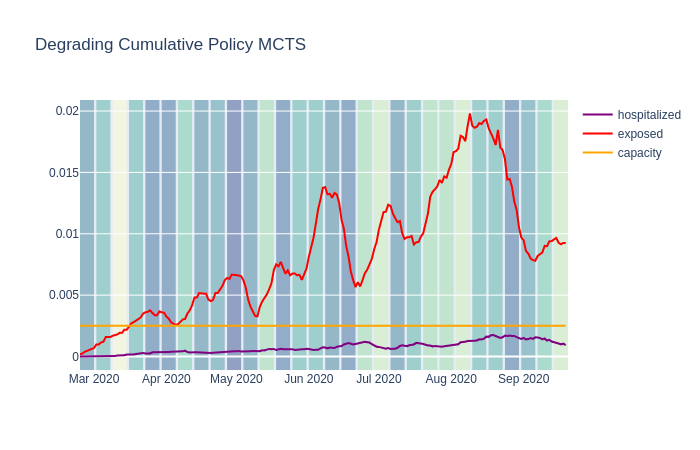 Degrading Cumulative Policy MCTS
0.02
0.015
0.01
0.005
0
Mar 2020
Apr 2020
May 2020
Jun 2020
Jul 2020
Aug 2020
Sep 2020
hospitalized
exposed
capacity